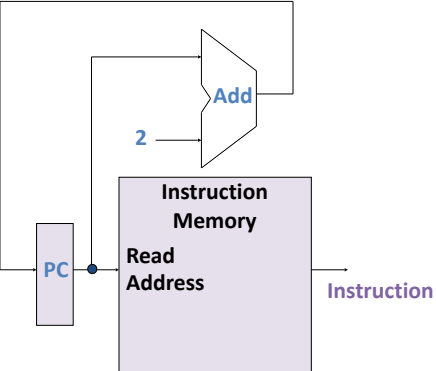 Add
2
Instruction
Memory
PC
Read
Address
Instruction